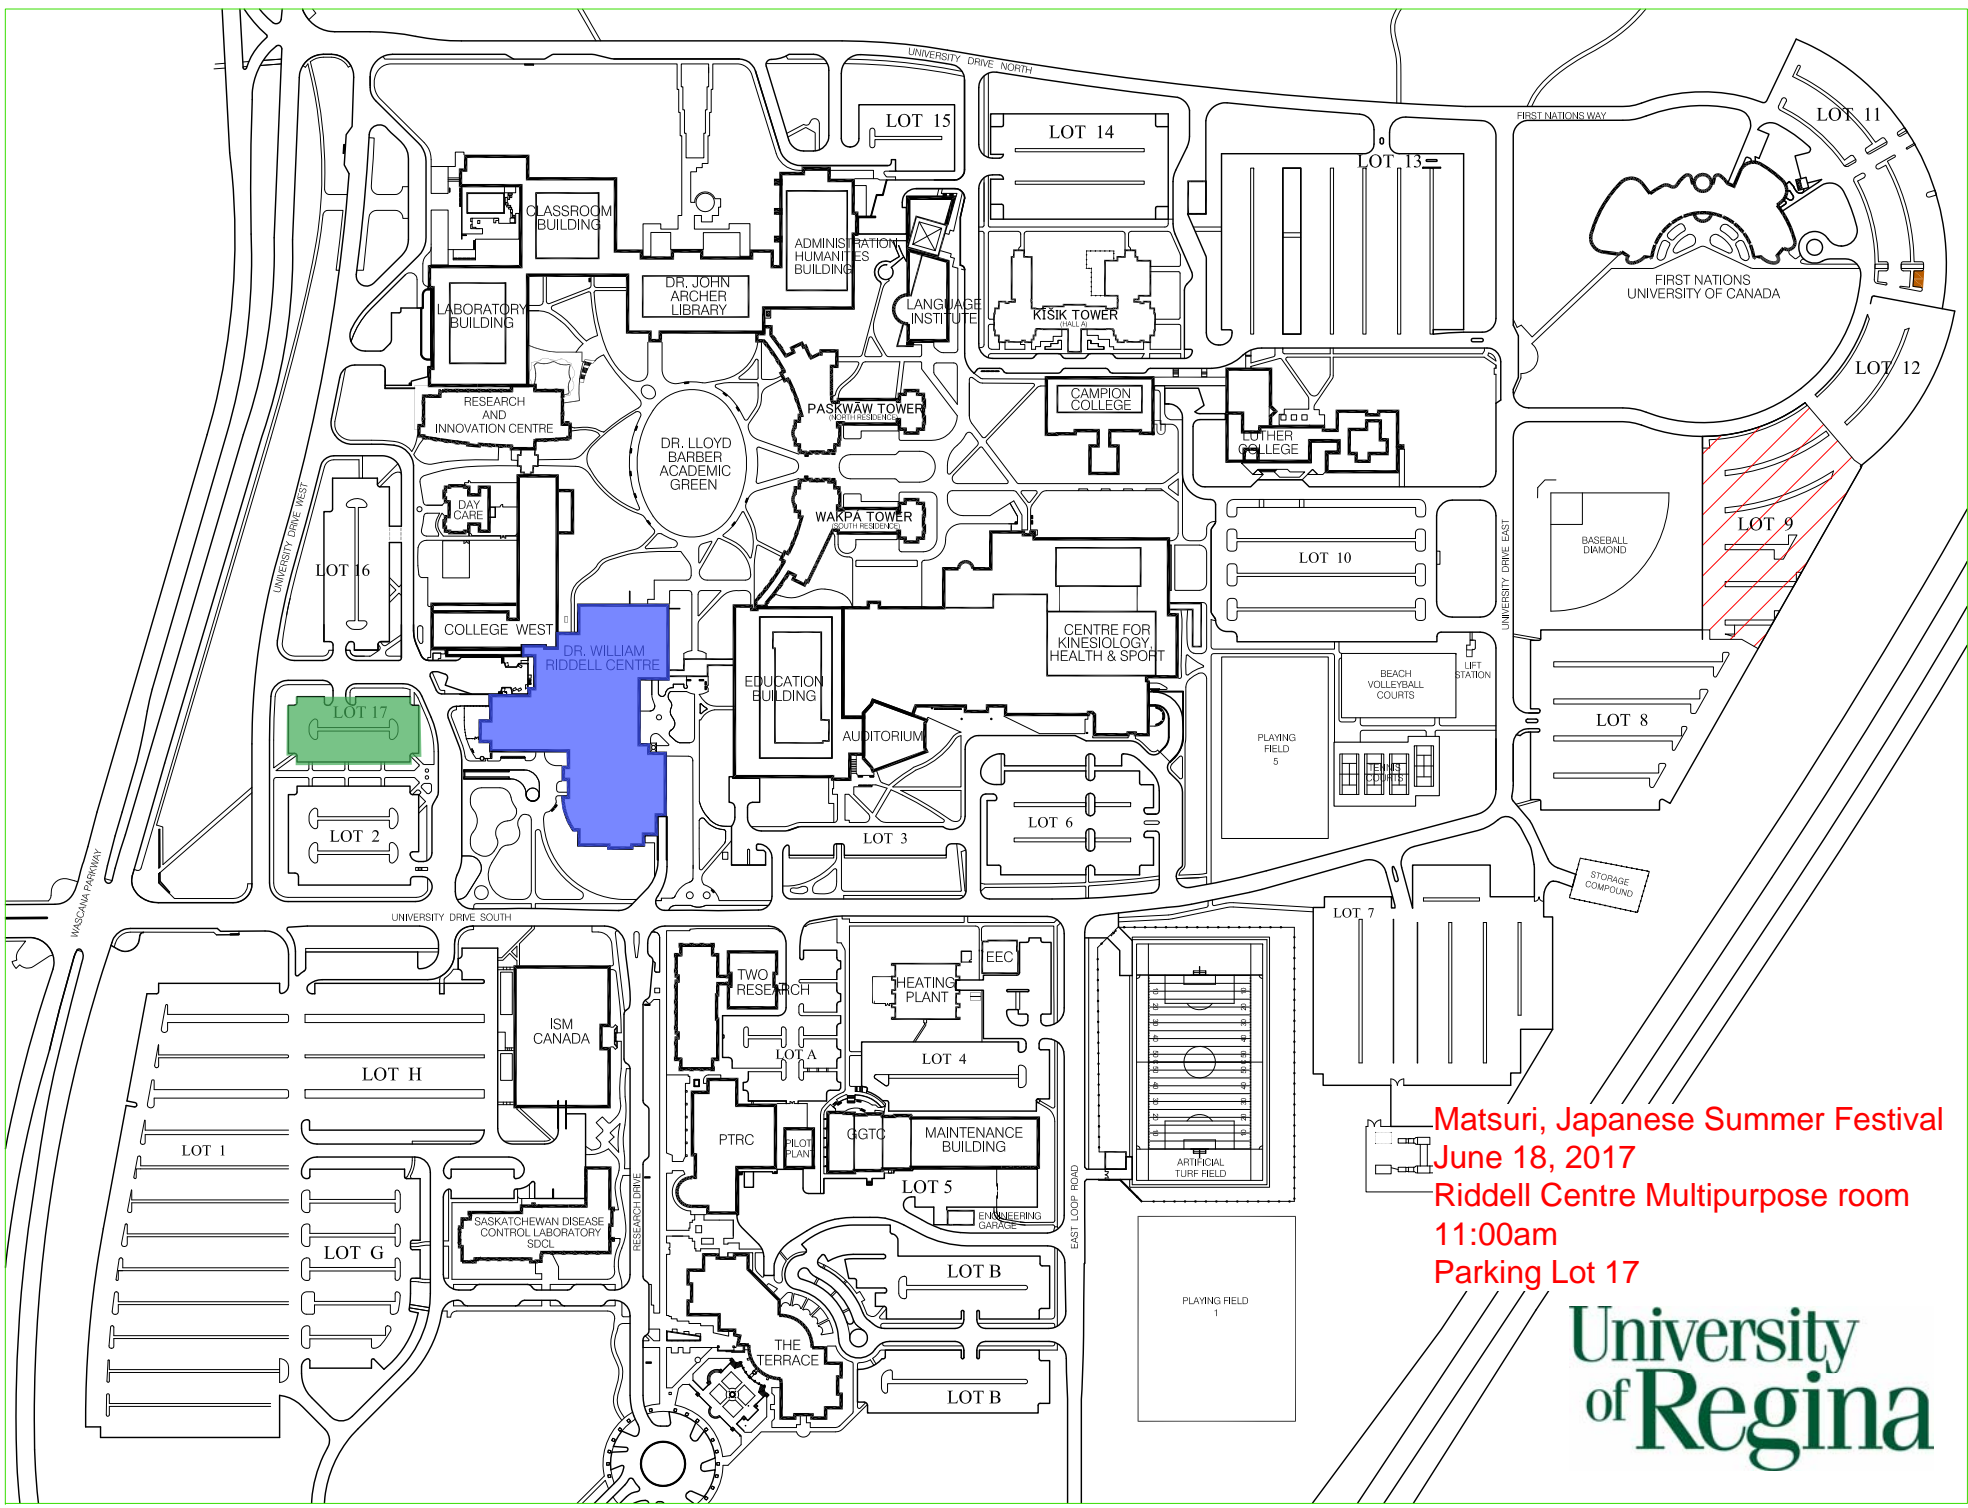 UNIVERSITY DRIVE NORTH
FIRST NATIONS WAY
LOT 11
LOT 15
LOT 14
LOT 13
CLASSROOM
BUILDING
ADMINISTRATION
HUMANITIES
BUILDING
DR. JOHN
ARCHER
LIBRARY
LABORATORY
BUILDING
LANGUAGE
INSTITUTE
KĪŠIK TOWER
(HALL A)
FIRST NATIONS
UNIVERSITY OF CANADA
LOT 12
RESEARCH
AND
INNOVATION CENTRE
PASKWĀW TOWER
(NORTH RESIDENCE)
CAMPION
COLLEGE
LUTHER
COLLEGE
DR. LLOYD
BARBER
ACADEMIC
GREEN
DAY
CARE
WAKPÁ TOWER
(SOUTH RESIDENCE)
UNIVERSITY DRIVE WEST
LOT 16
LOT 10
UNIVERSITY DRIVE EAST
BASEBALL
DIAMOND
LOT 9
COLLEGE WEST
DR. WILLIAM
RIDDELL CENTRE
CENTRE FOR
KINESIOLOGY,
HEALTH & SPORT
EDUCATION
BUILDING
AUDITORIUM
BEACH
VOLLEYBALL
COURTS
LIFT
STATION
LOT 17
PLAYING
FIELD
5
TENNIS
COURTS
LOT 8
LOT 2
LOT 3
LOT 6
WASCANA PARKWAY
UNIVERSITY DRIVE SOUTH
STORAGE
COMPOUND
LOT 7
TWO
RESEARCH
HEATING
PLANT
EEC
ISM
CANADA
LOT A
LOT 4
LOT H
LOT 1
PTRC
PILOT
PLANT
GGTC
MAINTENANCE
BUILDING
ARTIFICIAL
TURF FIELD
LOT 5
ENGINEERING
GARAGE
EAST LOOP ROAD
RESEARCH DRIVE
SASKATCHEWAN DISEASE
CONTROL LABORATORY
SDCL
LOT G
LOT B
THE
TERRACE
LOT B
PLAYING FIELD
1
Matsuri, Japanese Summer Festival
June 18, 2017
Riddell Centre Multipurpose room
11:00am
Parking Lot 17
University
of Regina